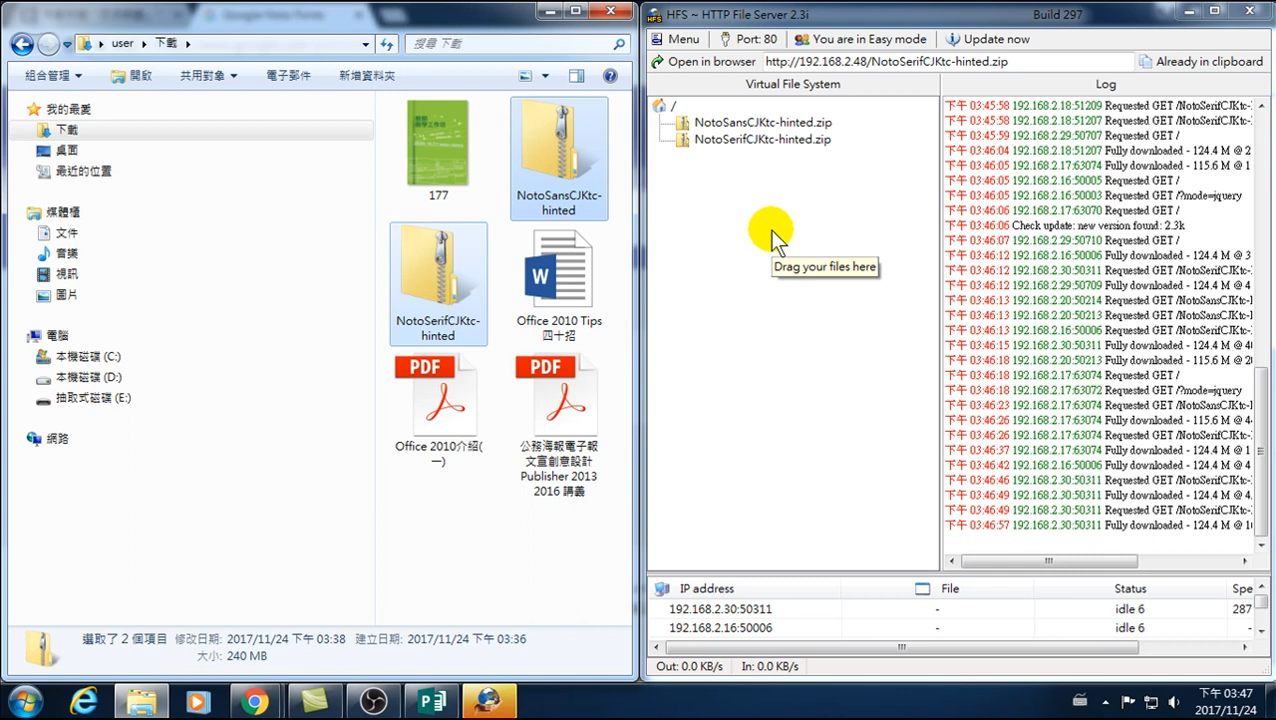 user ▸ 下載 ▸
搜尋 下載
組合管理 ▼
開啟
共用對象 ▼
電子郵件
新增資料夾
我的最愛
下載
桌面
最近的位置
媒體櫃
文件
音樂
視訊
圖片
電腦
本機磁碟 (C:)
本機磁碟 (D:)
抽取式磁碟 (E:)
網路
177
NotoSansCJKtc-
hinted
NotoSerifCJKtc-
hinted
Office 2010 Tips
四十招
PDF
Office 2010介紹(
一)
PDF
公務海報電子報
文宣創意設計
Publisher 2013
2016 講義
選取了 2 個項目 修改日期: 2017/11/24 下午 03:38 建立日期: 2017/11/24 下午 03:36
大小: 240 MB
HFS ~ HTTP File Server 2.3i
Build 297
Menu
Port: 80
You are in Easy mode
Update now
Open in browser
http://192.168.2.48/NotoSerifCJKtc-hinted.zip
Already in clipboard
Virtual File System
Log
/
NotoSansCJKtc-hinted.zip
NotoSerifCJKtc-hinted.zip
Drag your files here
下午 03:45:58 192.168.2.18:51209 Requested GET /NotoSerifCJKtc-
下午 03:45:58 192.168.2.18:51207 Requested GET /NotoSerifCJKtc-
下午 03:45:59 192.168.2.29:50707 Requested GET /
下午 03:46:04 192.168.2.18:51207 Fully downloaded - 124.4 M @ 2
下午 03:46:05 192.168.2.17:63074 Fully downloaded - 115.6 M @
下午 03:46:05 192.168.2.16:50005 Requested GET /
下午 03:46:05 192.168.2.16:50003 Requested GET /?mode=jquery
下午 03:46:06 192.168.2.17:63070 Requested GET /
下午 03:46:06 Check update: new version found: 2.3k
下午 03:46:07 192.168.2.29:50710 Requested GET /
下午 03:46:12 192.168.2.16:50006 Fully downloaded - 124.4 M @ 3
下午 03:46:12 192.168.2.30:50311 Requested GET /NotoSerifCJKtc-
下午 03:46:12 192.168.2.29:50709 Fully downloaded - 124.4 M @
下午 03:46:13 192.168.2.20:50214 Requested GET /NotoSansCJKtc-h
下午 03:46:13 192.168.2.20:50213 Requested GET /NotoSansCJKtc-
下午 03:46:13 192.168.2.16:50006 Requested GET /NotoSerifCJKtc-
下午 03:46:15 192.168.2.30:50311 Fully downloaded - 124.4 M @ 4
下午 03:46:18 192.168.2.20:50213 Fully downloaded - 115.6 M @
下午 03:46:18 192.168.2.17:63074 Requested GET /
下午 03:46:18 192.168.2.17:63072 Requested GET /?mode=jquery
下午 03:46:23 192.168.2.17:63074 Requested GET /NotoSansCJKtc-
下午 03:46:26 192.168.2.17:63074 Fully downloaded - 115.6 M @ 4
下午 03:46:26 192.168.2.17:63074 Requested GET /NotoSerifCJKtc-
下午 03:46:37 192.168.2.17:63074 Fully downloaded - 124.4 M @
下午 03:46:42 192.168.2.16:50006 Fully downloaded - 124.4 M @
下午 03:46:46 192.168.2.30:50311 Requested GET /NotoSerifCJKtc-
下午 03:46:49 192.168.2.30:50311 Fully downloaded - 124.4 M @ 4
下午 03:46:49 192.168.2.30:50311 Requested GET /NotoSerifCJKtc-
下午 03:46:57 192.168.2.30:50311 Fully downloaded - 124.4 M @ 1
IP address
File
Status
Spe
192.168.2.30:50311 - idle 6 287
192.168.2.16:50006 - idle 6 -
Out: 0.0 KB/s
In: 0.0 KB/s
下午 03:47
2017/11/24